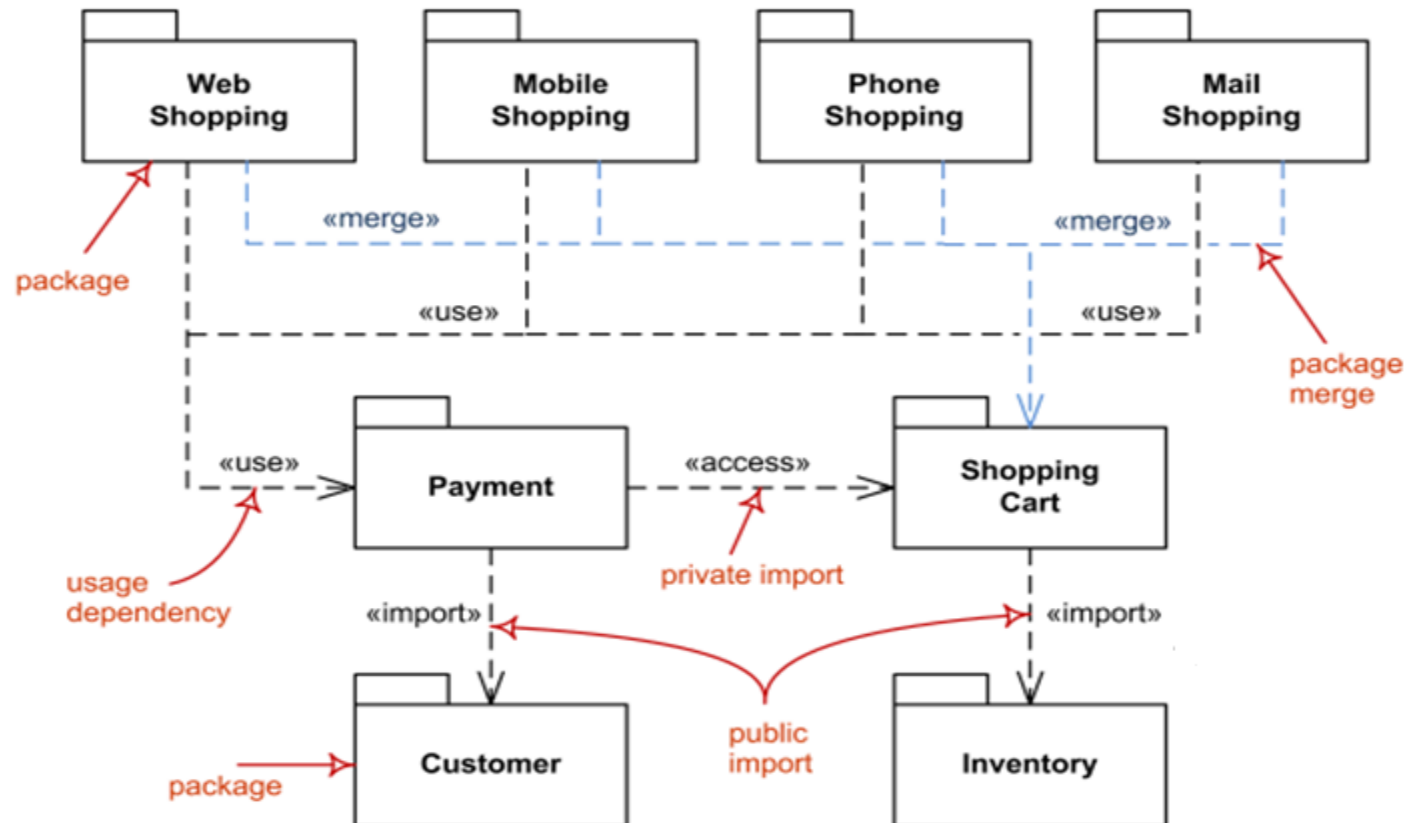 Web
Shopping
Mobile
Shopping
Phone
Shopping
Mail
Shopping
«merge»
«merge»
package
«use»
«use»
package
merge
«use»
Payment
«access»
Shopping
Cart
usage
dependency
private import
«import»
«import»
public
import
package
Customer
Inventory